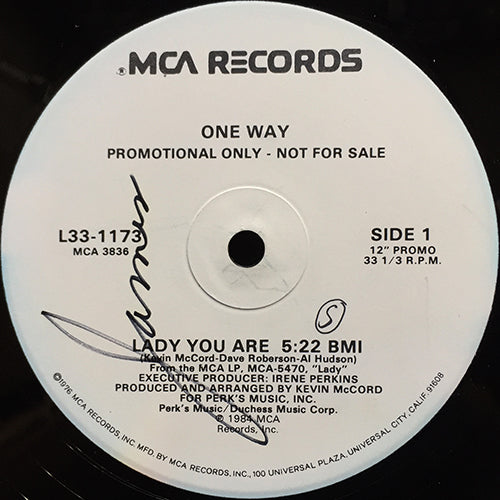 MCA RECORDS
ONE WAY
PROMOTIONAL ONLY - NOT FOR SALE
L33-1173
MCA 3836
SIDE 1
12" PROMO
33 1/3 R.P.M.
S
LADY YOU ARE 5:22 BMI
(Kevin McCord-Dave Roberson-Al Hudson)
From the MCA LP, MCA-5470, "Lady"
EXECUTIVE PRODUCER: IRENE PERKINS
PRODUCED AND ARRANGED BY KEVIN McCORD
FOR PERK'S MUSIC, INC.
Perk's Music/Duchess Music Corp.
℗ 1984 MCA
Records, Inc.
©1976 MCA RECORDS, INC. MFD. BY MCA RECORDS, INC., 100 UNIVERSAL PLAZA, UNIVERSAL CITY, CALIF. 91608